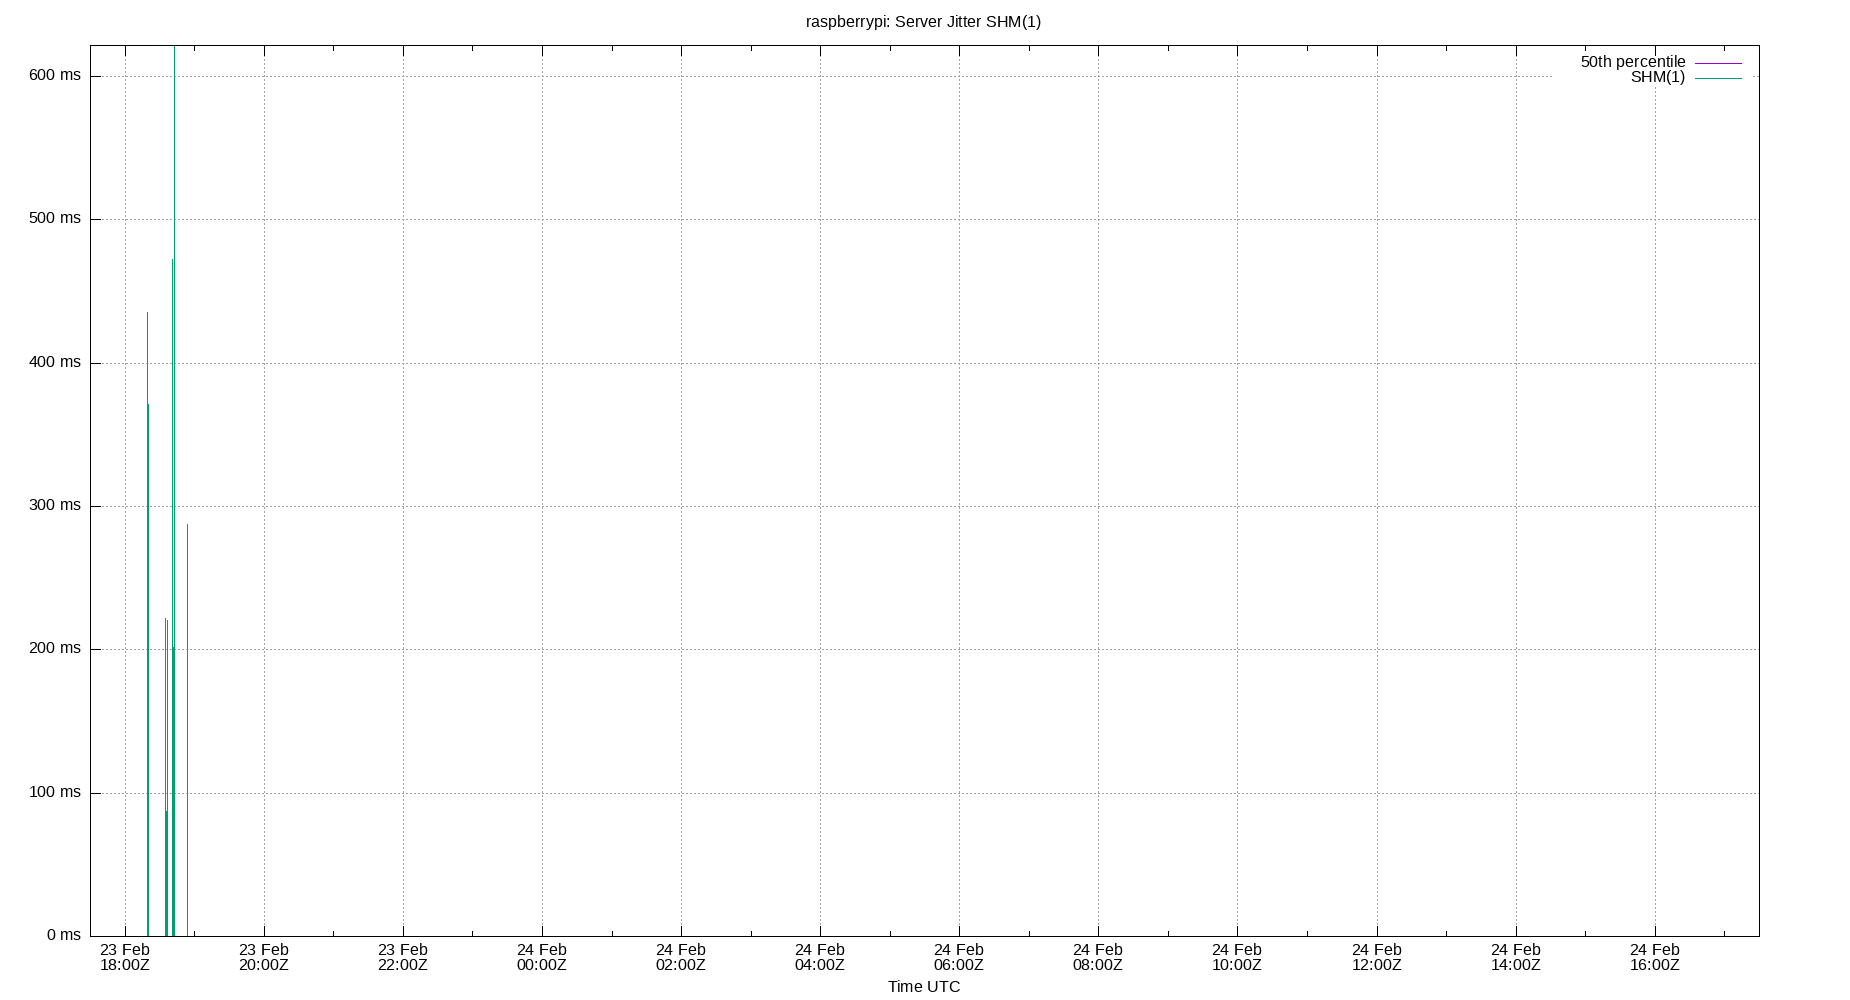 raspberrypi: Server Jitter SHM(1)
50th percentile
SHM(1)
600 ms
500 ms
400 ms
300 ms
200 ms
100 ms
0 ms
23 Feb 23 Feb 23 Feb 24 Feb 24 Feb 24 Feb 24 Feb 24 Feb 24 Feb 24 Feb 24 Feb 24 Feb
18:00Z 20:00Z 22:00Z 00:00Z 02:00Z 04:00Z 06:00Z 08:00Z 10:00Z 12:00Z 14:00Z 16:00Z
Time UTC